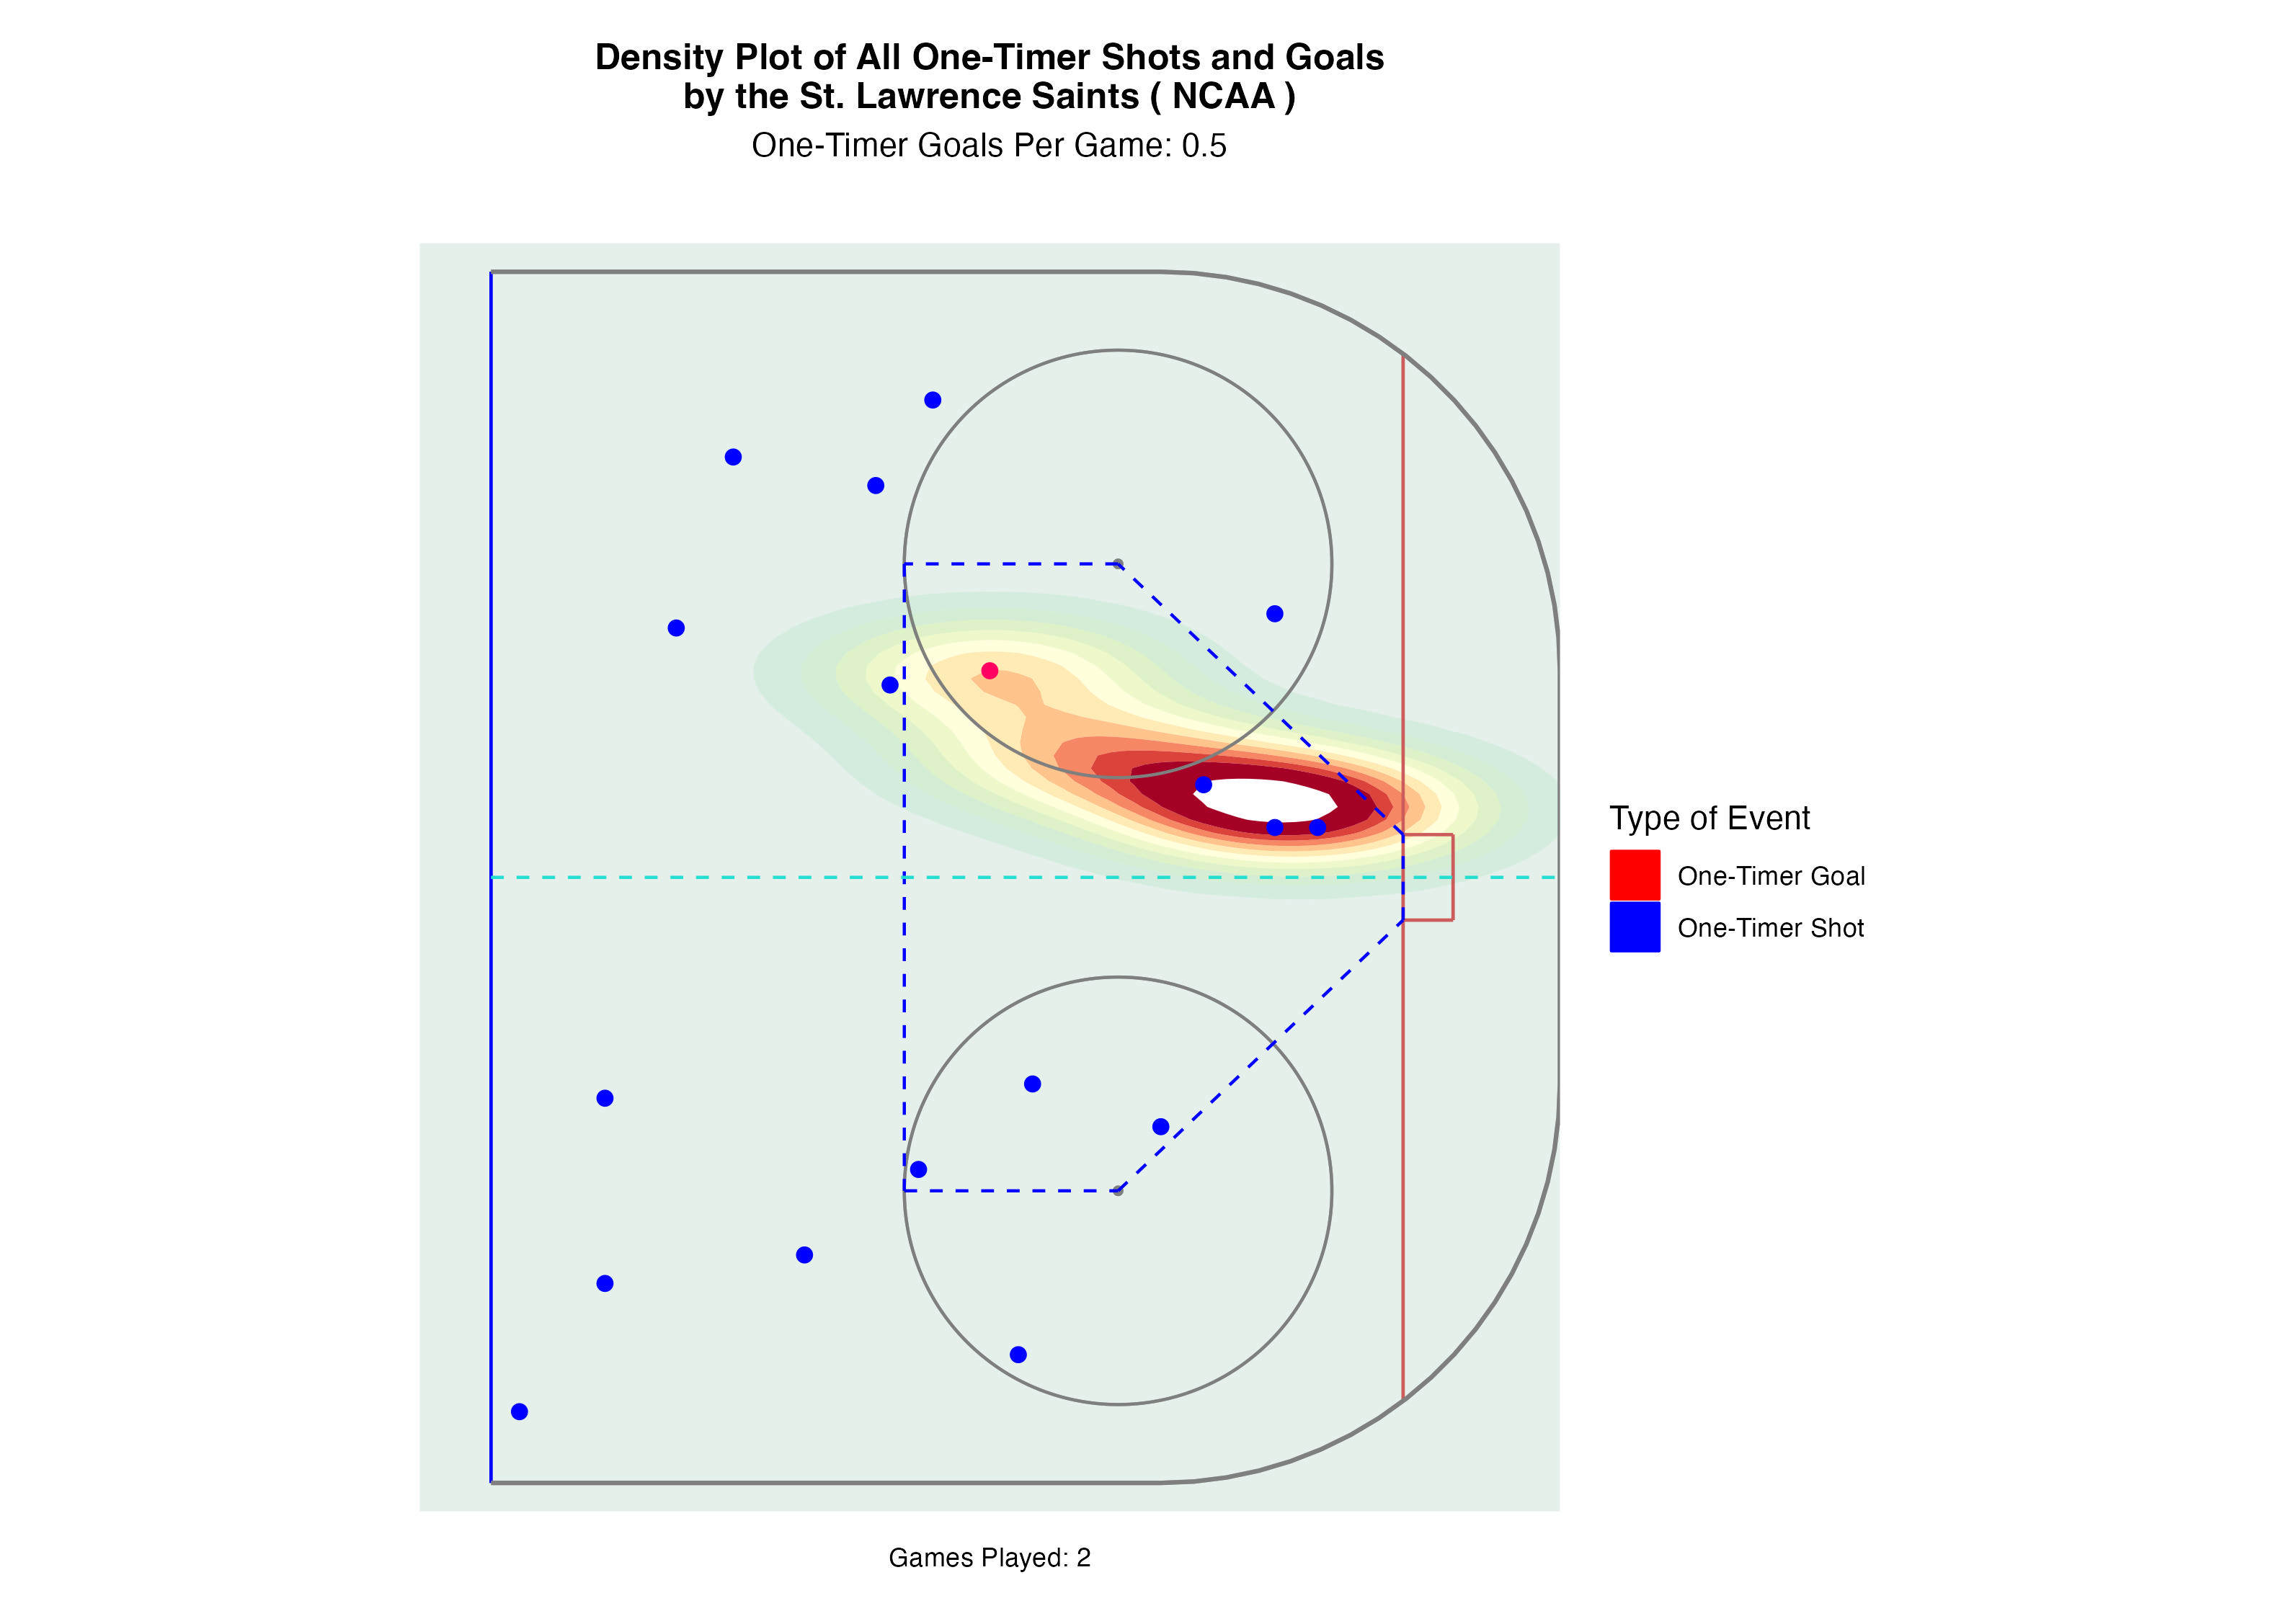 Density Plot of All One-Timer Shots and Goals
by the St. Lawrence Saints ( NCAA )
One-Timer Goals Per Game: 0.5
Type of Event
One-Timer Goal
One-Timer Shot
Games Played: 2